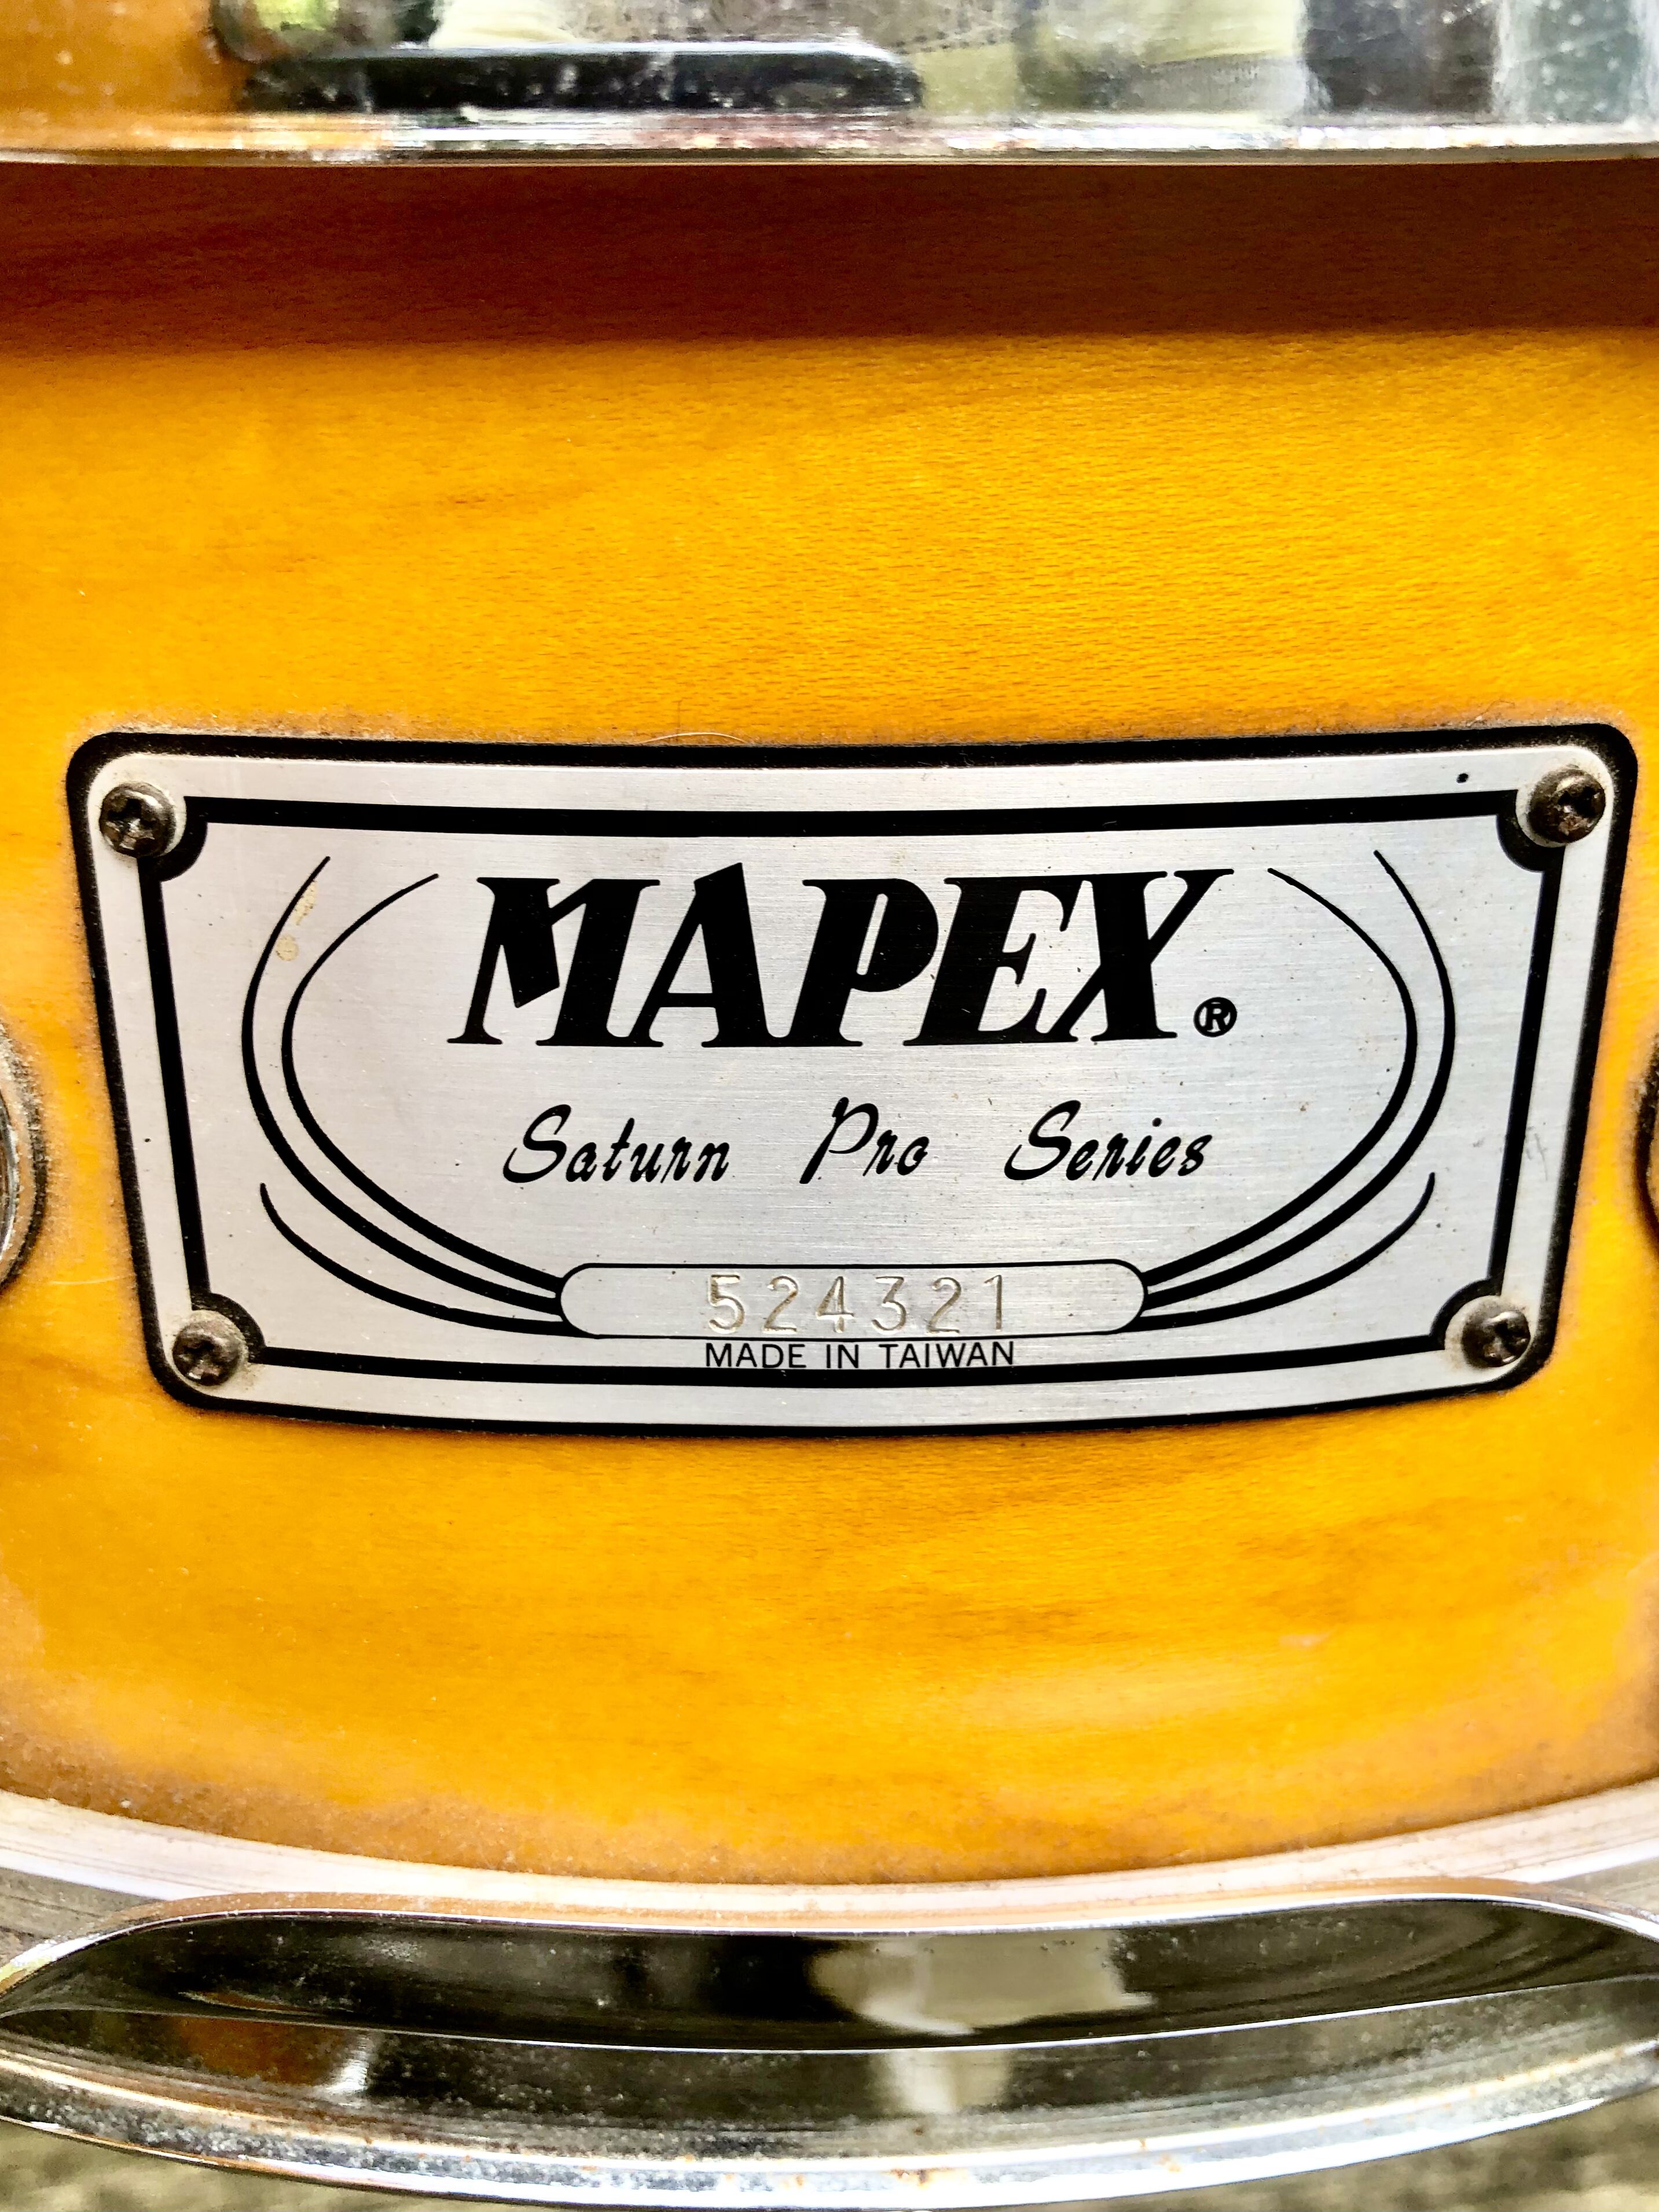 MAPEX®
Saturn Pro Series
524321
MADE IN TAIWAN